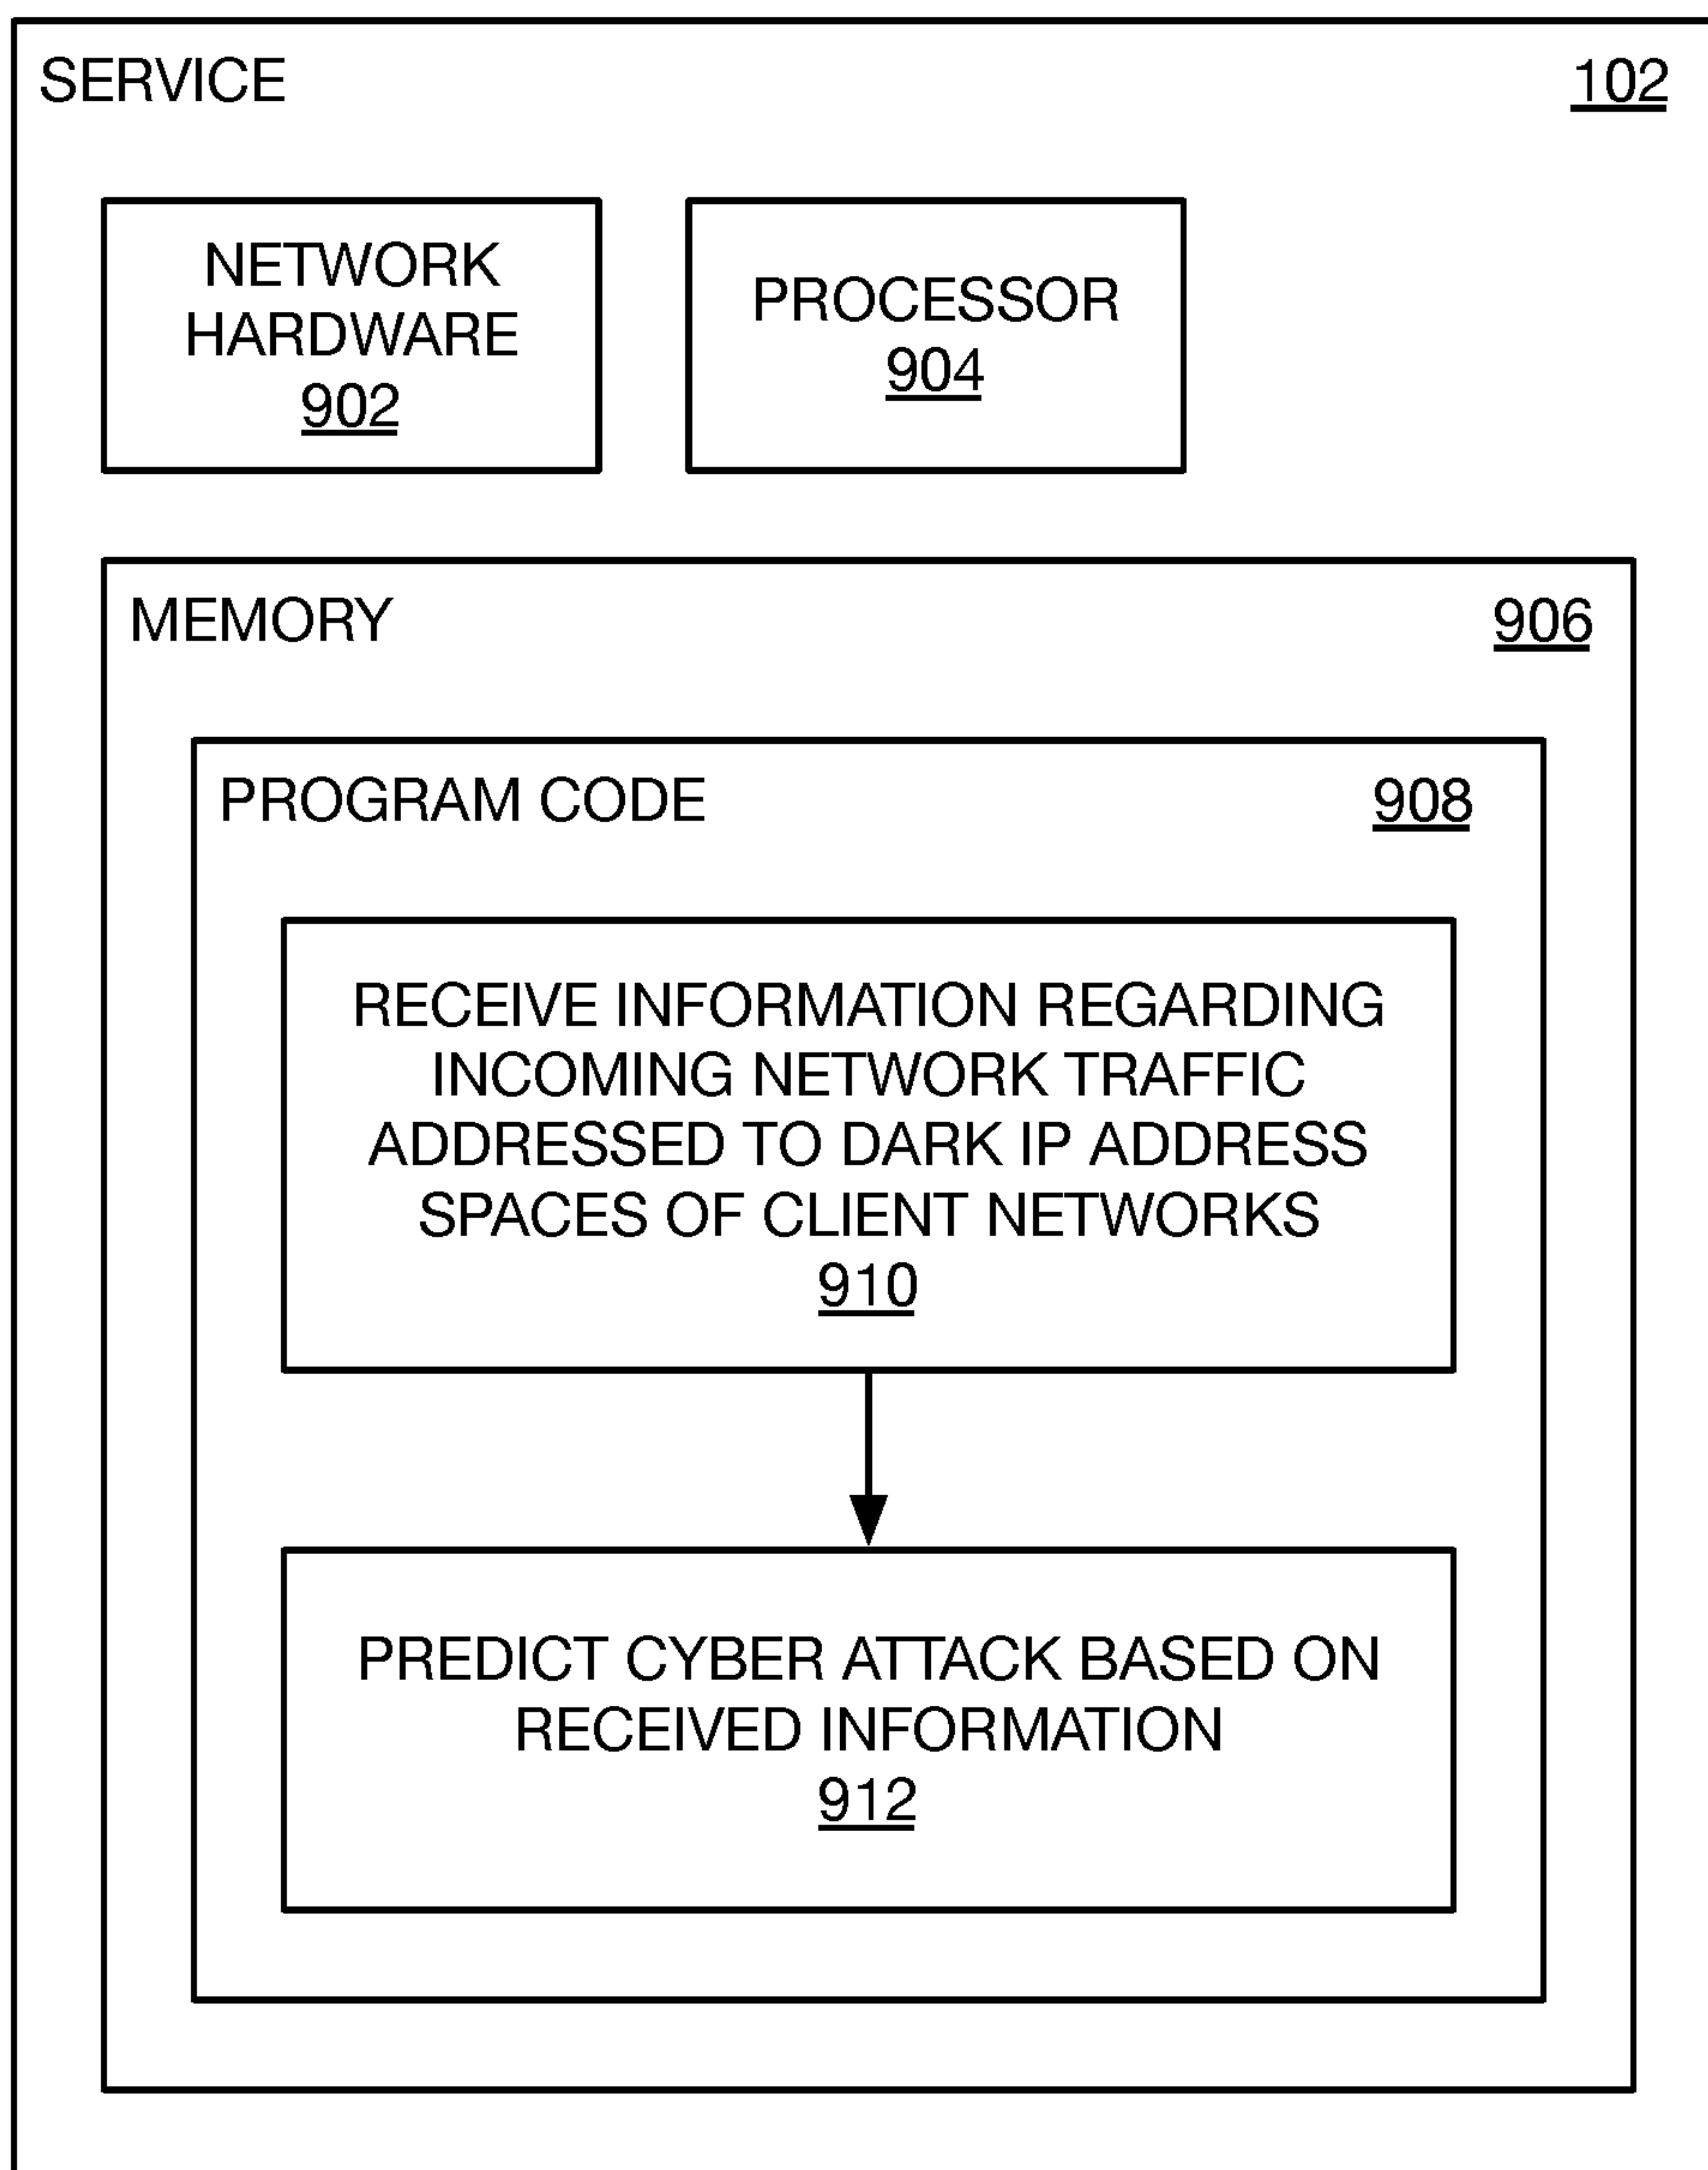 SERVICE 102
NETWORK
HARDWARE
902
PROCESSOR
904
MEMORY 906
PROGRAM CODE 908
RECEIVE INFORMATION REGARDING
INCOMING NETWORK TRAFFIC
ADDRESSED TO DARK IP ADDRESS
SPACES OF CLIENT NETWORKS
910
PREDICT CYBER ATTACK BASED ON
RECEIVED INFORMATION
912